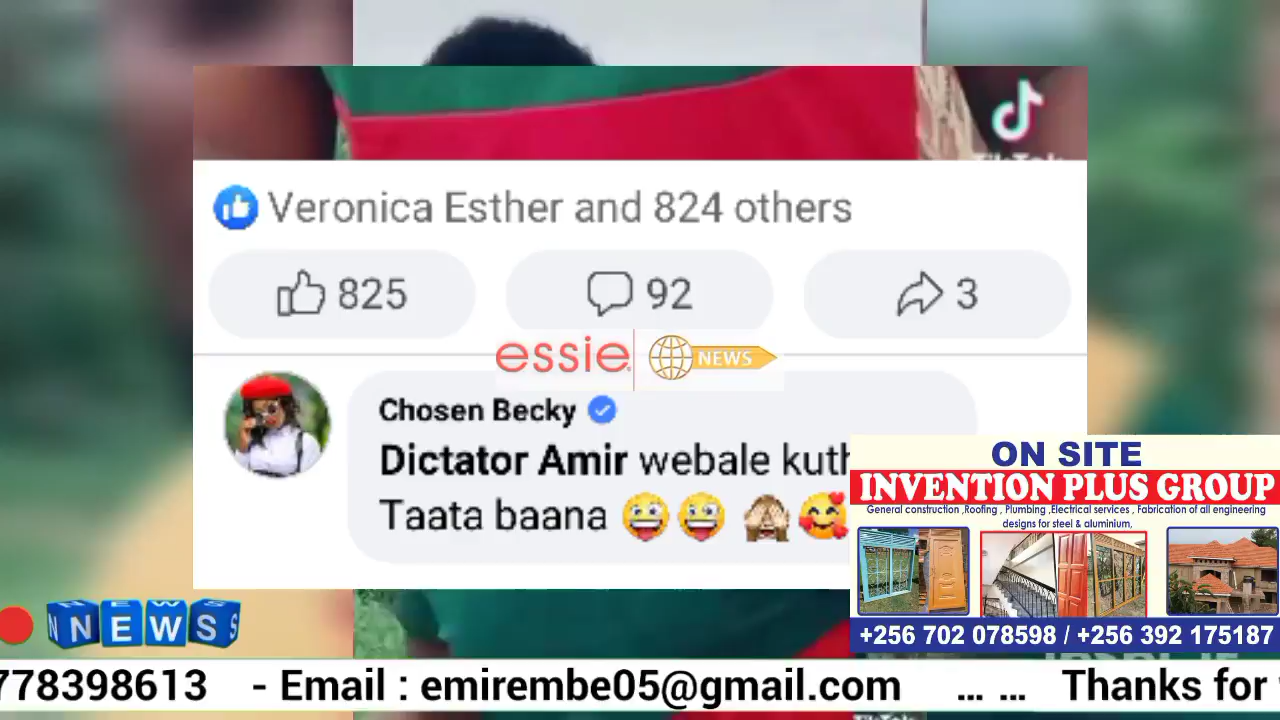 Veronica Esther and 824 others
825
92
3
essie
NEWS
Chosen Becky
Dictator Amir webale
Taata baana 😜😜 🙈🥰
ON SITE
INVENTION PLUS GROUP
General construction ,Roofing , Plumbing ,Electrical services , Fabrication of all engineering
designs for steel & aluminium,
+256 702 078598 / +256 392 175187
NEWS
778398613 - Email : emirembe05@gmail.com ... ... Thanks for
TikTok